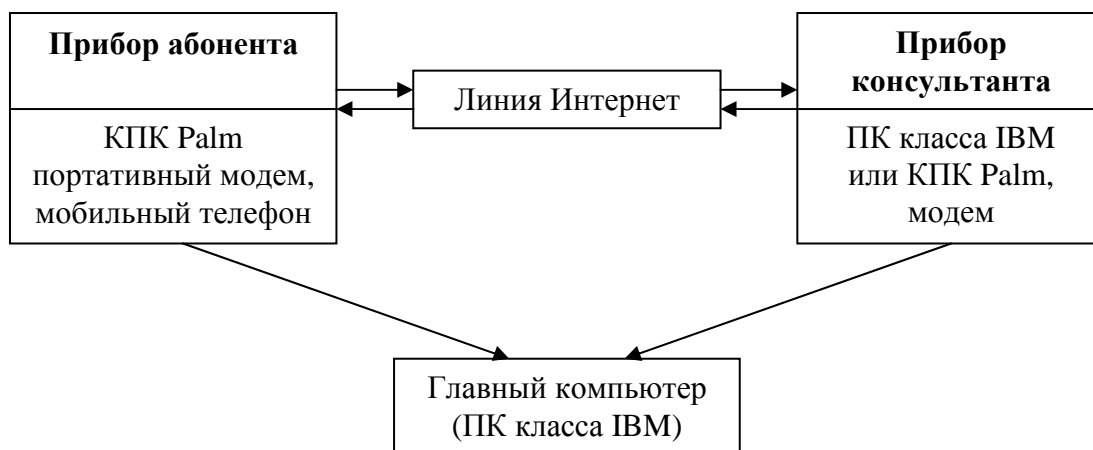 Прибор абонента
КПК Palm
портативный модем,
мобильный телефон
Линия Интернет
Прибор
консультанта
ПК класса IBM
или КПК Palm,
модем
Главный компьютер
(ПК класса IBM)